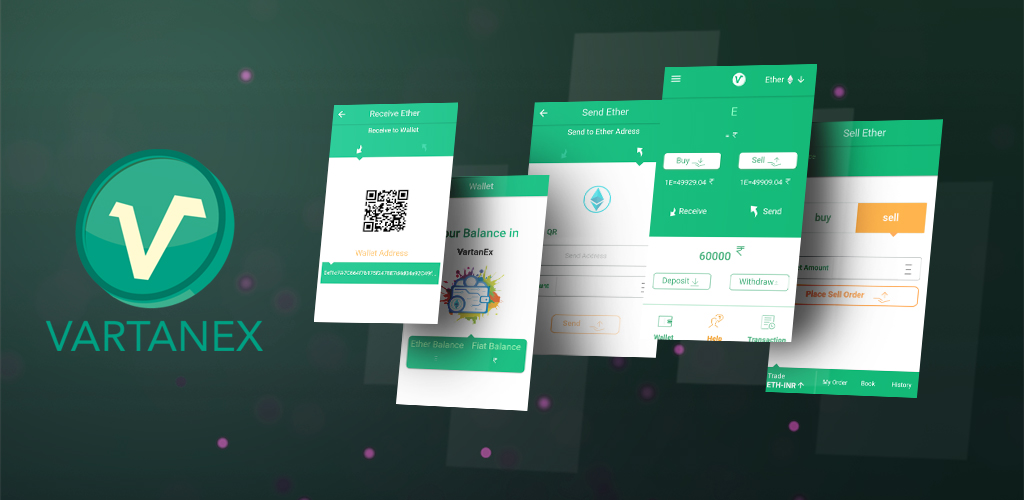 VARTANEX
Receive Ether
Receive to Wallet
Wallet Address
Wallet
our Balance in
VartanEx
Ether Balance Fiat Balance
₹
Send Ether
Send to Ether Adress
QR
Send Address
Send
Ether
E
₹
Buy Sell
1E=49929.04 ₹ 1E=49909.04 ₹
Receive Send
60000 ₹
Deposit Withdraw
Wallet Help Transaction
Sell Ether
buy sell
t Amount
Place Sell Order
Trade
ETH-INR My Order Book History